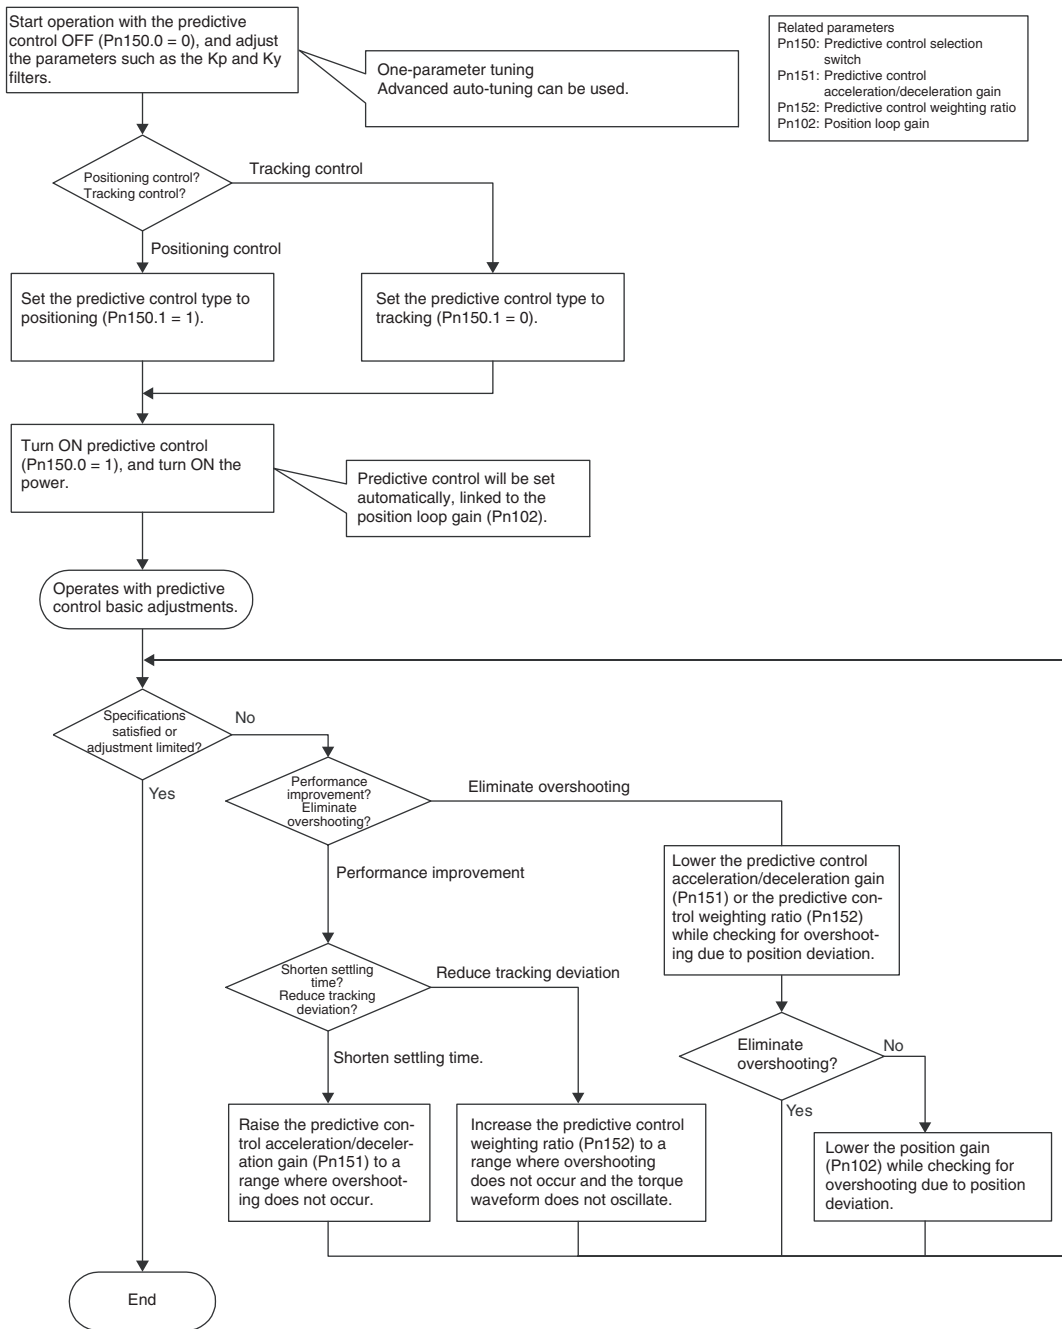 Start operation with the predictive
control OFF (Pn150.0 = 0), and adjust
the parameters such as the Kp and Ky
filters.
One-parameter tuning
Advanced auto-tuning can be used.
Related parameters
Pn150: Predictive control selection
switch
Pn151: Predictive control
acceleration/deceleration gain
Pn152: Predictive control weighting ratio
Pn102: Position loop gain
Positioning control?
Tracking control?
Tracking control
Positioning control
Set the predictive control type to
positioning (Pn150.1 = 1).
Set the predictive control type to
tracking (Pn150.1 = 0).
Turn ON predictive control
(Pn150.0 = 1), and turn ON the
power.
Predictive control will be set
automatically, linked to the
position loop gain (Pn102).
Operates with predictive
control basic adjustments.
Specifications
satisfied or
adjustment limited?
No
Yes
Performance
improvement?
Eliminate
overshooting?
Eliminate overshooting
Performance improvement
Lower the predictive control
acceleration/deceleration gain
(Pn151) or the predictive con-
trol weighting ratio (Pn152)
while checking for overshoot-
ing due to position deviation.
Shorten settling
time?
Reduce tracking
deviation?
Reduce tracking deviation
Shorten settling time.
Eliminate
overshooting?
No
Yes
Raise the predictive con-
trol acceleration/deceler-
ation gain (Pn151) to a
range where overshoot-
ing does not occur.
Increase the predictive control
weighting ratio (Pn152) to a
range where overshooting
does not occur and the torque
waveform does not oscillate.
Lower the position gain
(Pn102) while checking for
overshooting due to position
deviation.
End